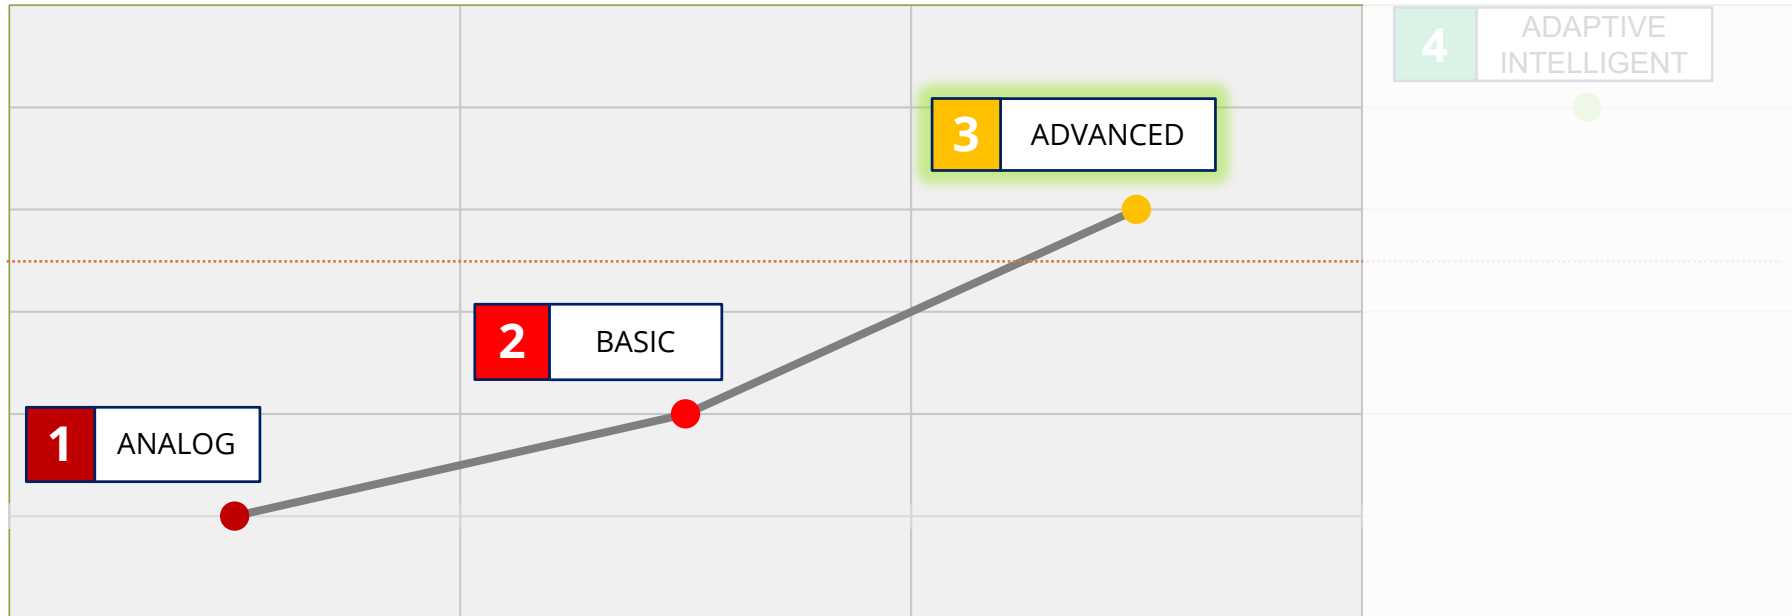 1 ANALOG
2 BASIC
3 ADVANCED
4 ADAPTIVE
INTELLIGENT